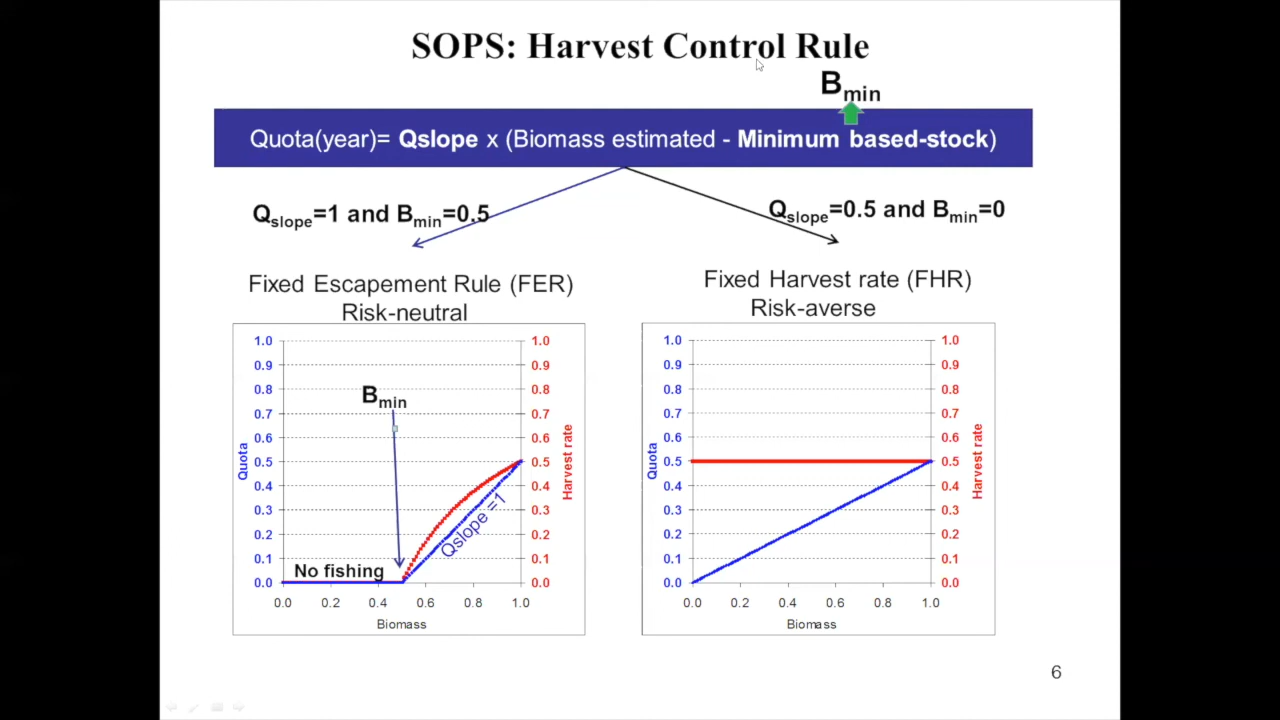 SOPS: Harvest Control Rule
Bmin
Quota(year)= Qslope x (Biomass estimated - Minimum based-stock)
Qslope=1 and Bmin=0.5
Qslope=0.5 and Bmin=0
Fixed Escapement Rule (FER)
Risk-neutral
Fixed Harvest rate (FHR)
Risk-averse
1.0
0.9
0.8
0.7
0.6
0.5
0.4
0.3
0.2
0.1
0.0
Quota
Bmin
No fishing
Qslope =1
1.0
0.9
0.8
0.7
0.6
0.5
0.4
0.3
0.2
0.1
0.0
Harvest rate
0.0 0.2 0.4 0.6 0.8 1.0
Biomass
1.0
0.9
0.8
0.7
0.6
0.5
0.4
0.3
0.2
0.1
0.0
Quota
1.0
0.9
0.8
0.7
0.6
0.5
0.4
0.3
0.2
0.1
0.0
Harvest rate
0.0 0.2 0.4 0.6 0.8 1.0
Biomass
6